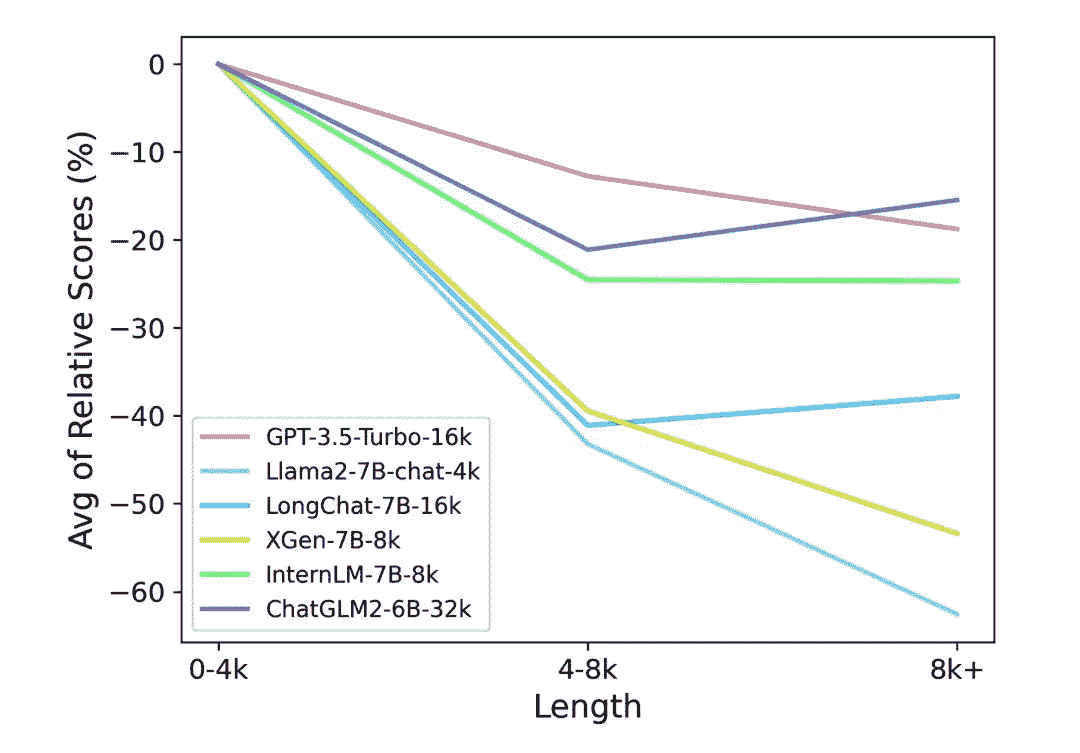 0
−10
−20
−30
−40
−50
−60
Avg of Relative Scores (%)
GPT-3.5-Turbo-16k
Llama2-7B-chat-4k
LongChat-7B-16k
XGen-7B-8k
InternLM-7B-8k
ChatGLM2-6B-32k
0-4k
4-8k
8k+
Length